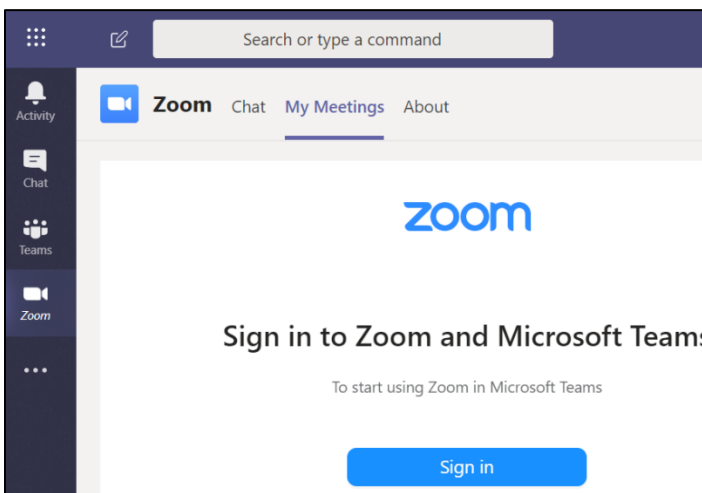 Search or type a command
Activity
Chat
Teams
Zoom
Zoom Chat My Meetings About
zoom
Sign in to Zoom and Microsoft Teams
To start using Zoom in Microsoft Teams
Sign in